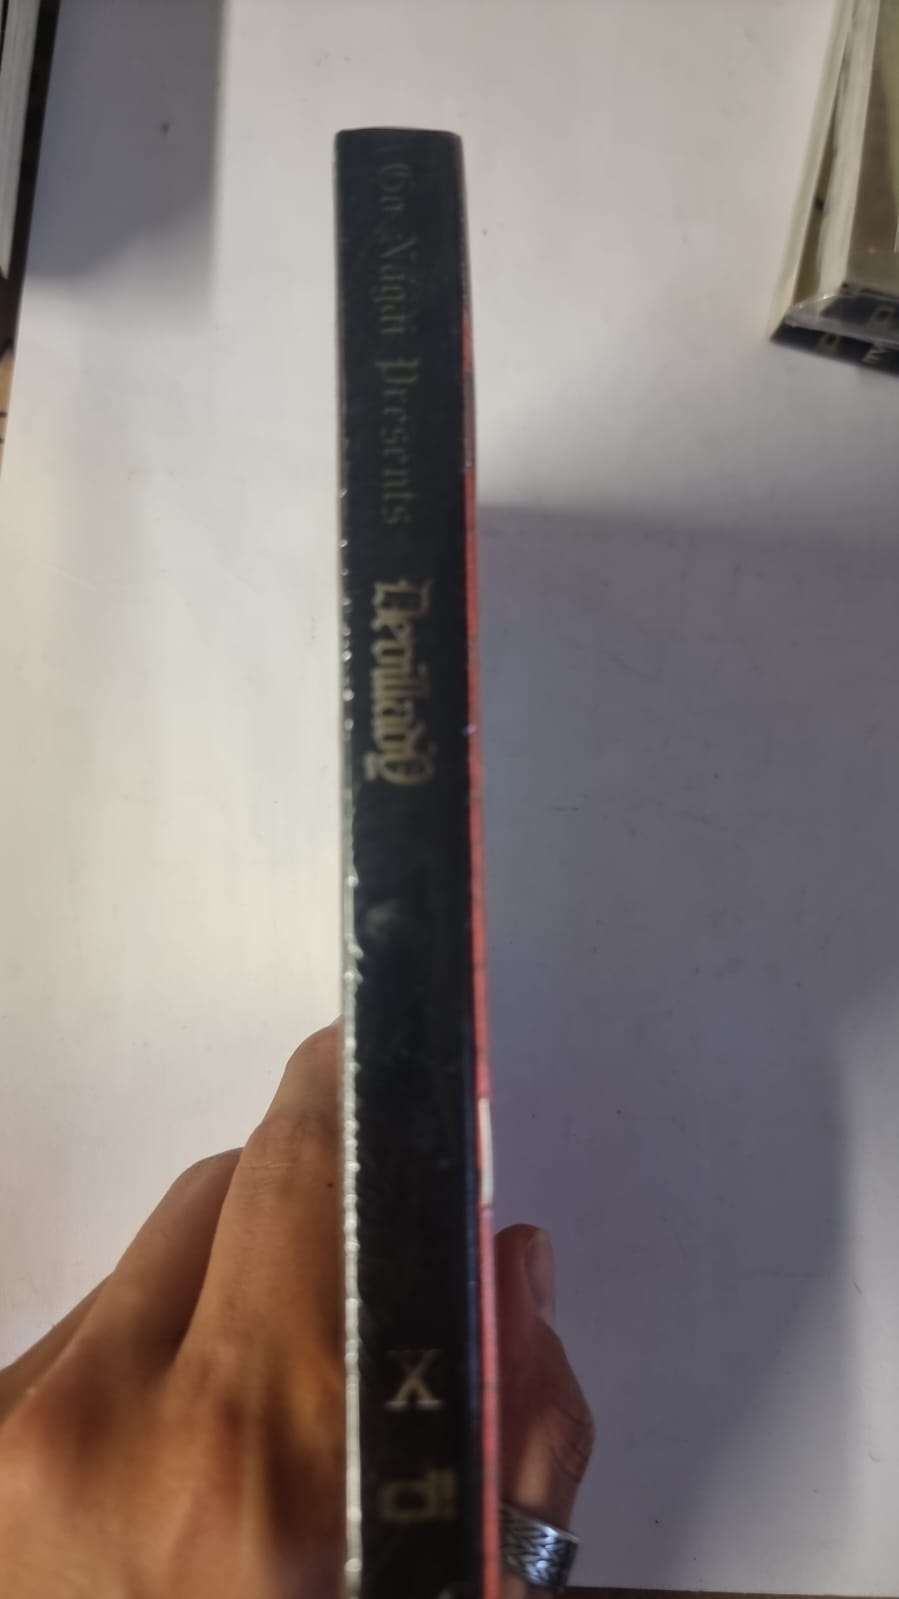 Go Nagai Presents
Devilman
X